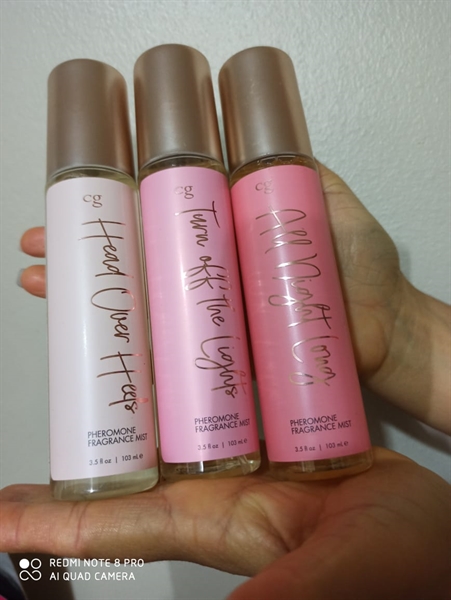 cg
Head Over Heels
PHEROMONE
FRAGRANCE MIST
3.5 fl oz | 103 mL e
cg
Turn off The Lights
PHEROMONE
FRAGRANCE MIST
3.5 fl oz | 103 mL e
cg
All Night Long
PHEROMONE
FRAGRANCE MIST
3.5 fl oz | 103 mL e
REDMI NOTE 8 PRO
AI QUAD CAMERA